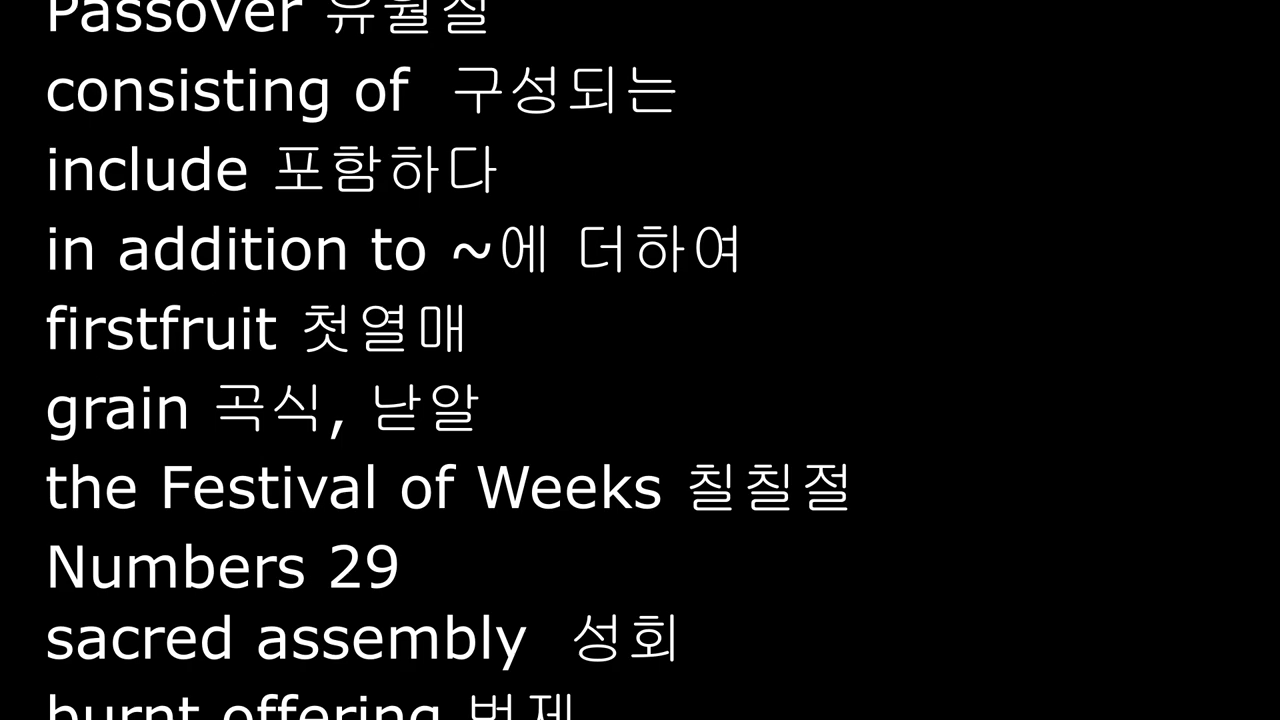 Passover 유월절
consisting of 구성되는
include 포함하다
in addition to ~에 더하여
firstfruit 첫열매
grain 곡식, 낟알
the Festival of Weeks 칠칠절
Numbers 29
sacred assembly 성회
burnt offering 번제